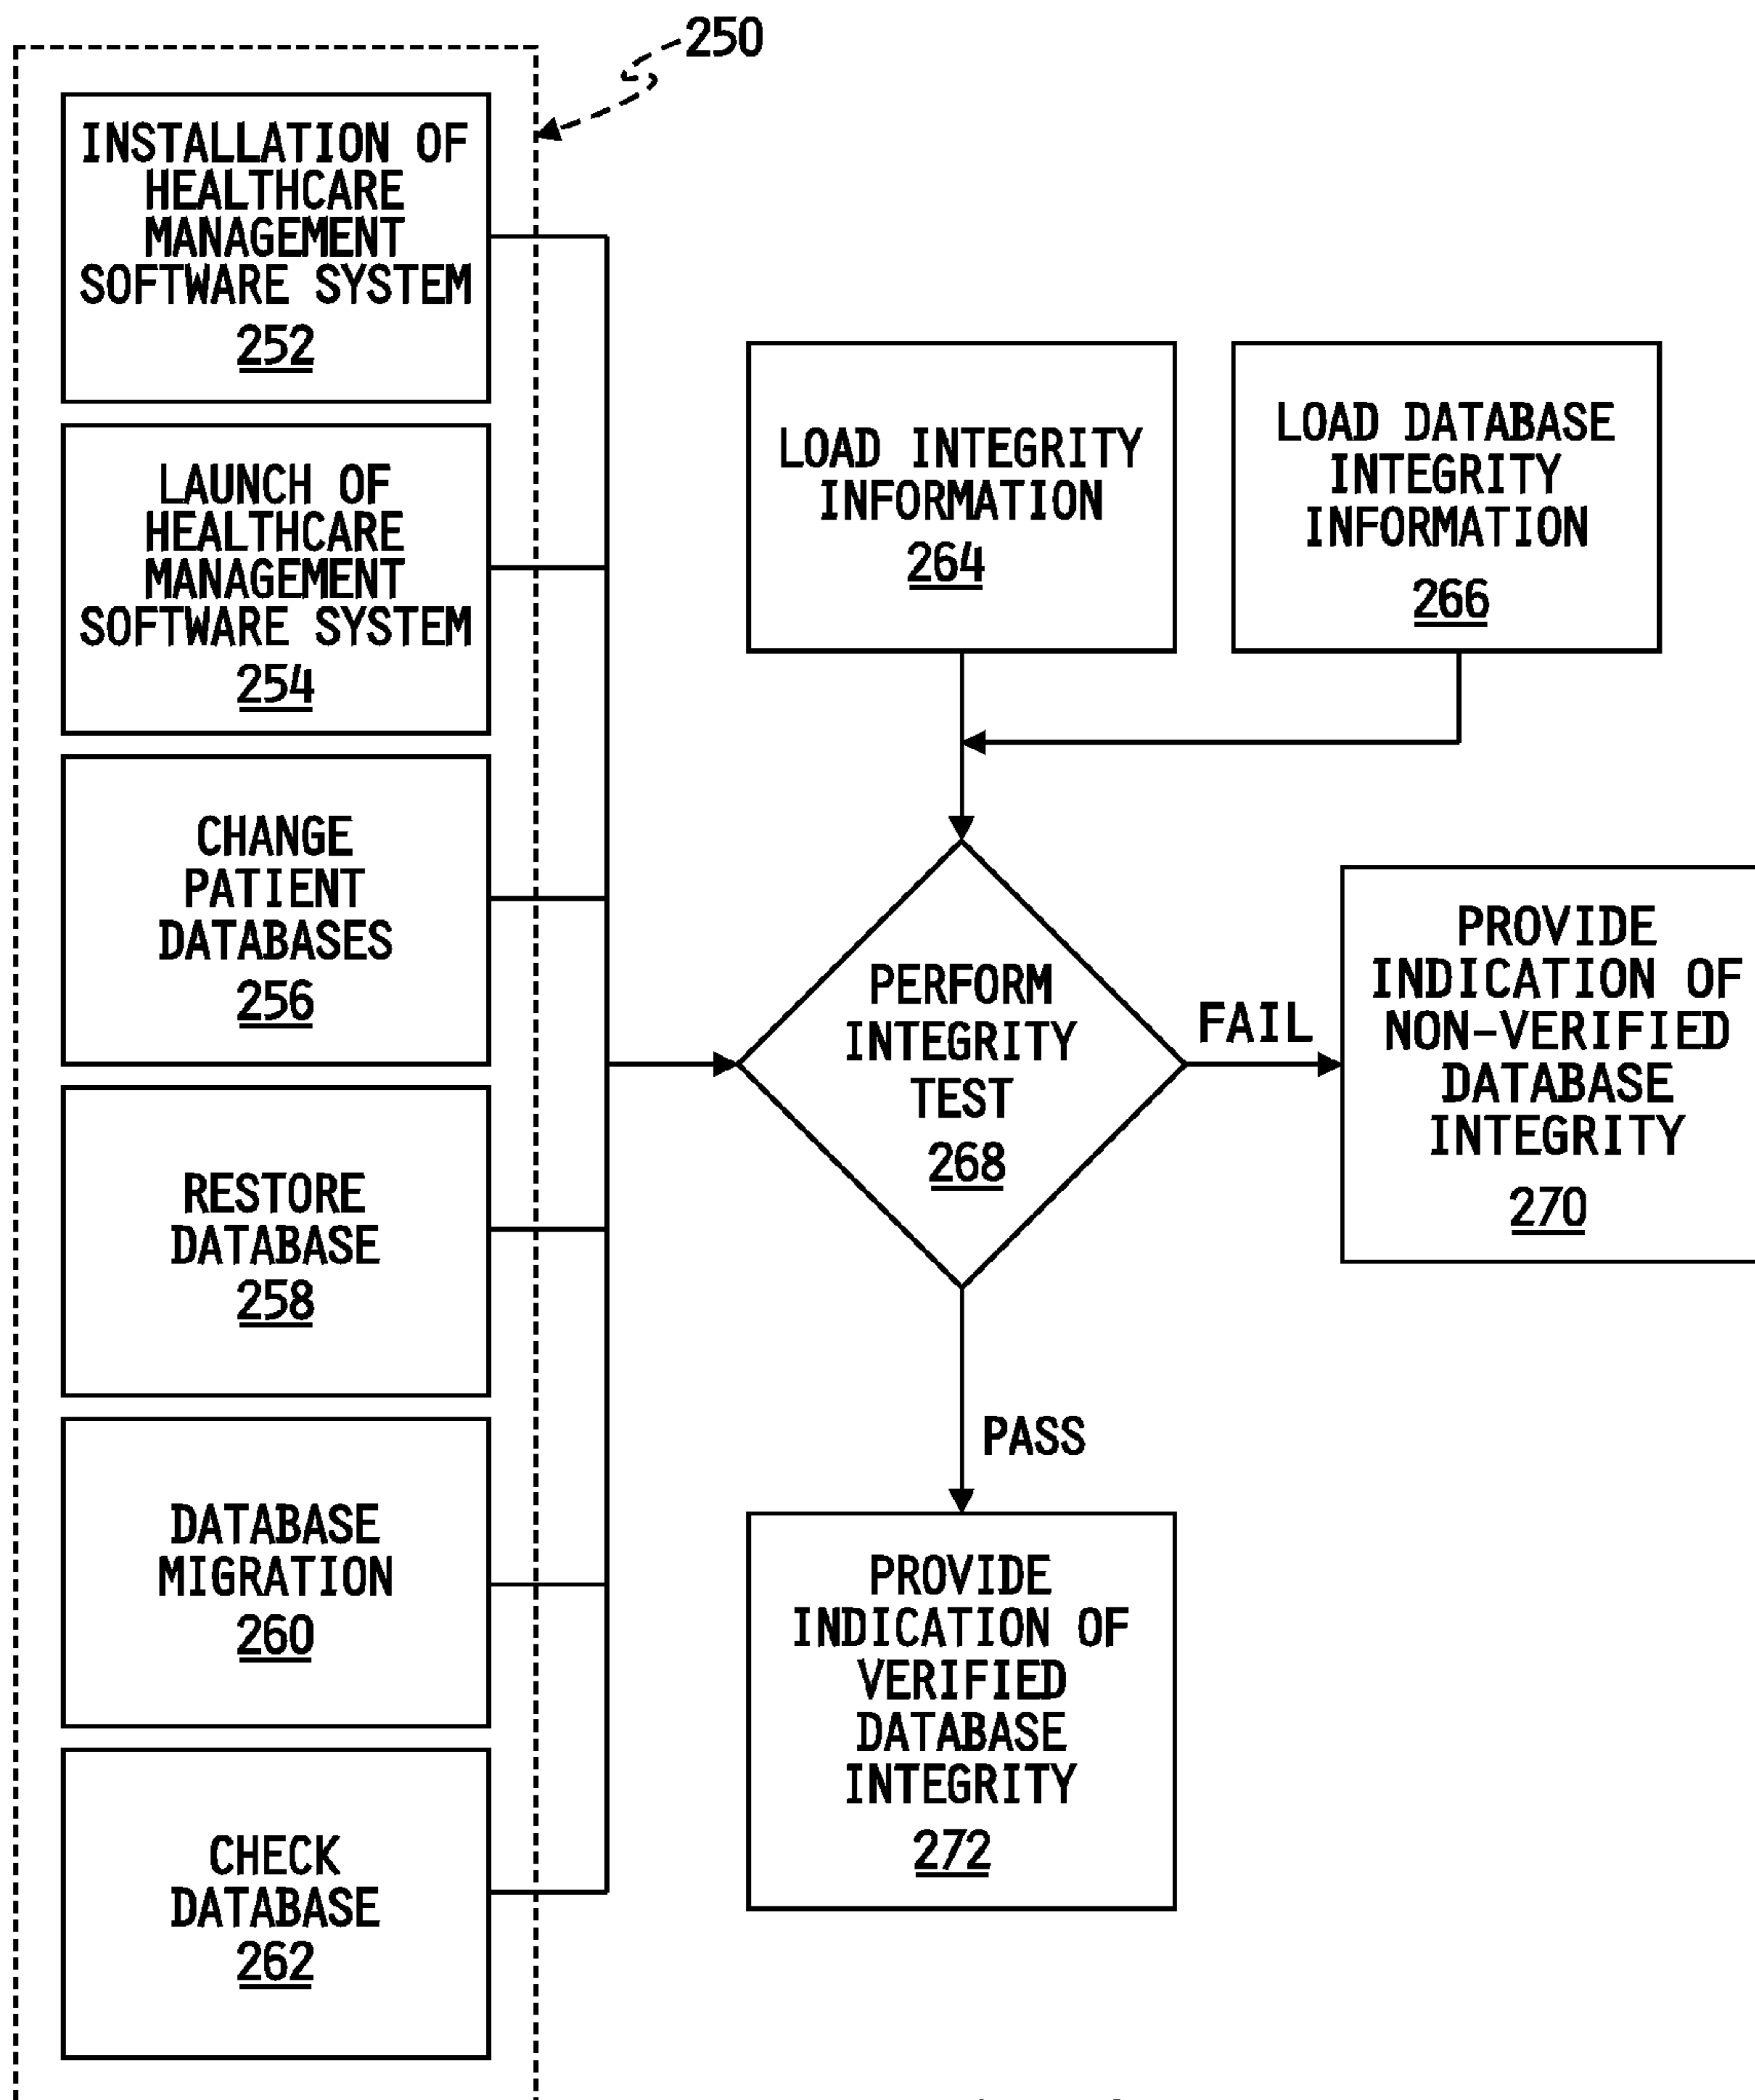 250
INSTALLATION OF
HEALTHCARE
MANAGEMENT
SOFTWARE SYSTEM
252
LAUNCH OF
HEALTHCARE
MANAGEMENT
SOFTWARE SYSTEM
254
CHANGE
PATIENT
DATABASES
256
RESTORE
DATABASE
258
DATABASE
MIGRATION
260
CHECK
DATABASE
262
LOAD INTEGRITY
INFORMATION
264
LOAD DATABASE
INTEGRITY
INFORMATION
266
PERFORM
INTEGRITY
TEST
268
FAIL
PROVIDE
INDICATION OF
NON-VERIFIED
DATABASE
INTEGRITY
270
PASS
PROVIDE
INDICATION OF
VERIFIED
DATABASE
INTEGRITY
272